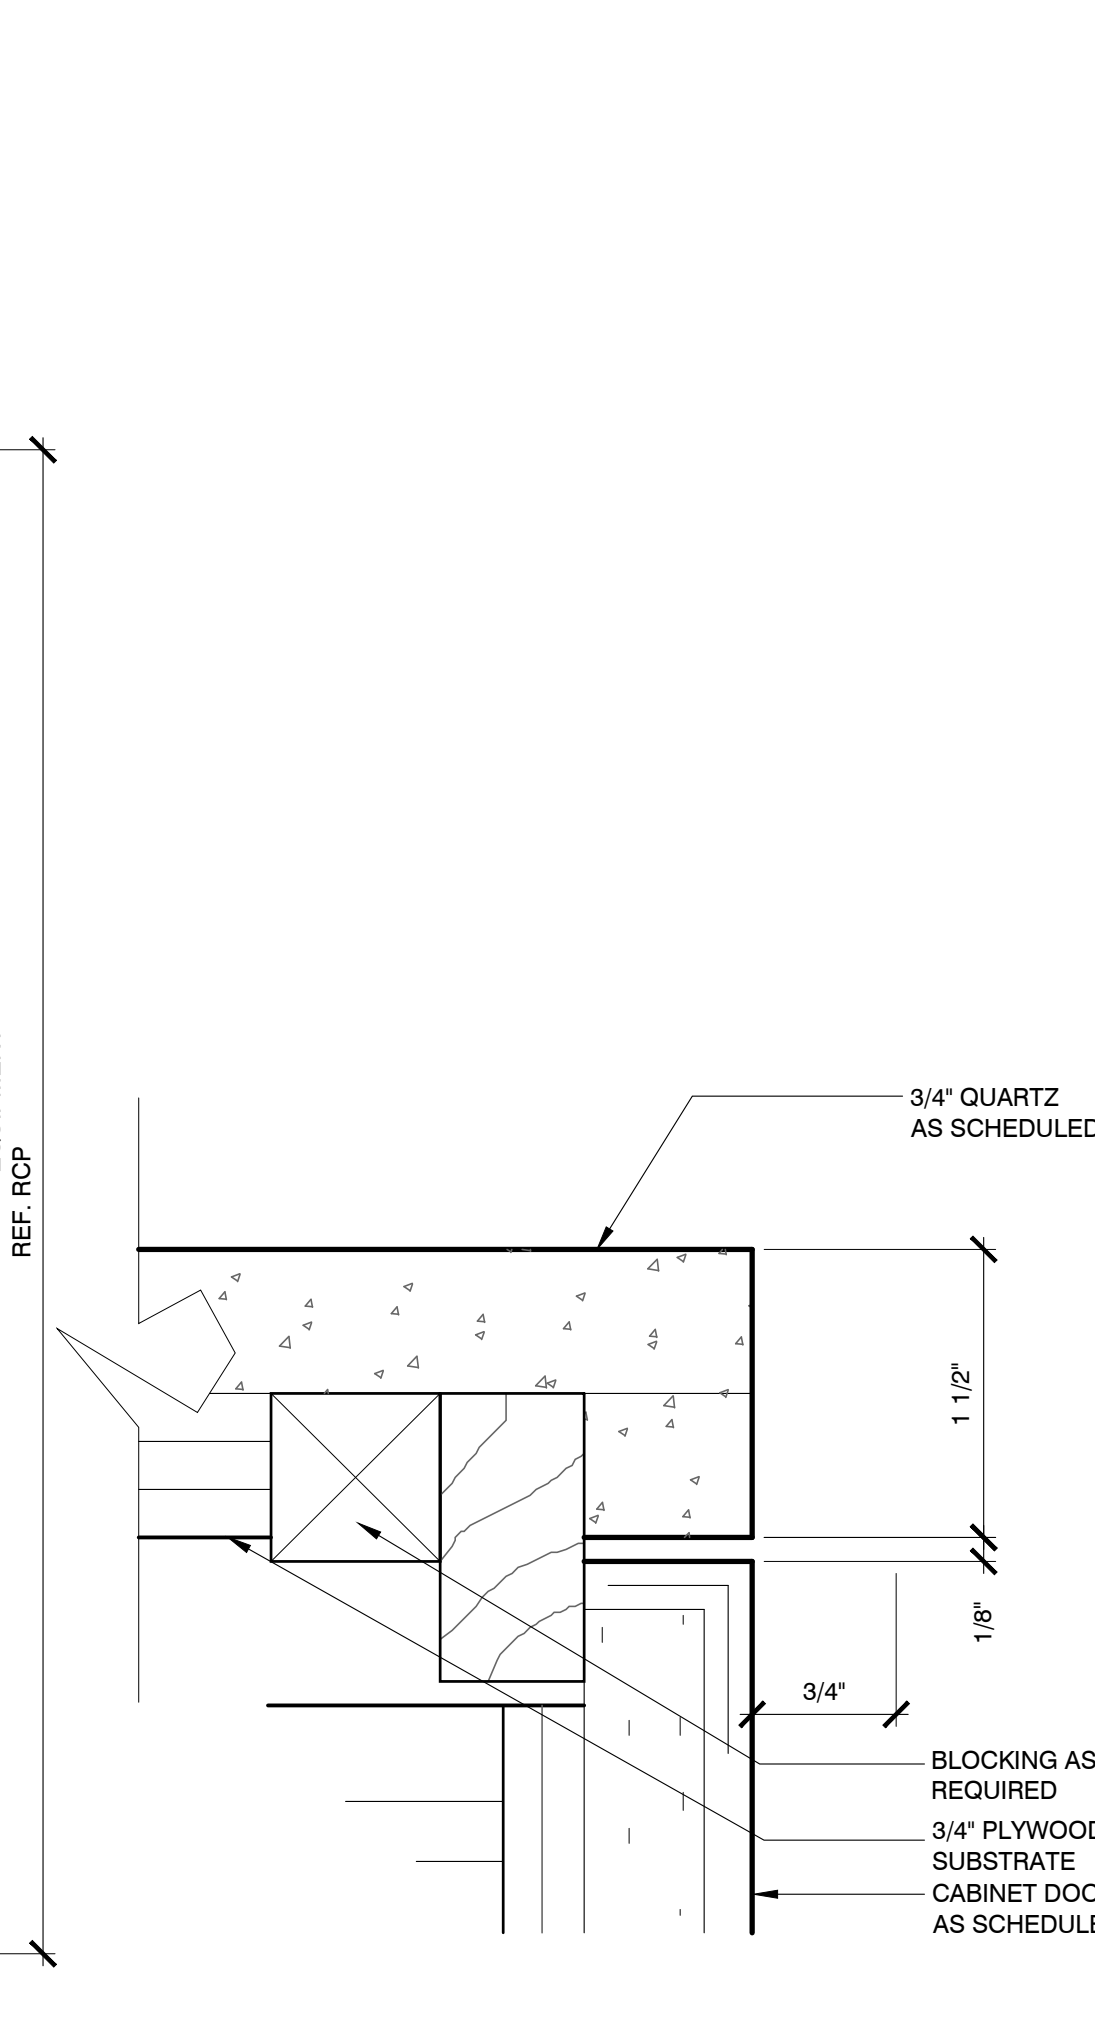 REF. RCP
3/4" QUARTZ
AS SCHEDULED
1 1/2"
1/8"
3/4"
BLOCKING AS
REQUIRED
3/4" PLYWOOD
SUBSTRATE
CABINET DOO
AS SCHEDULE